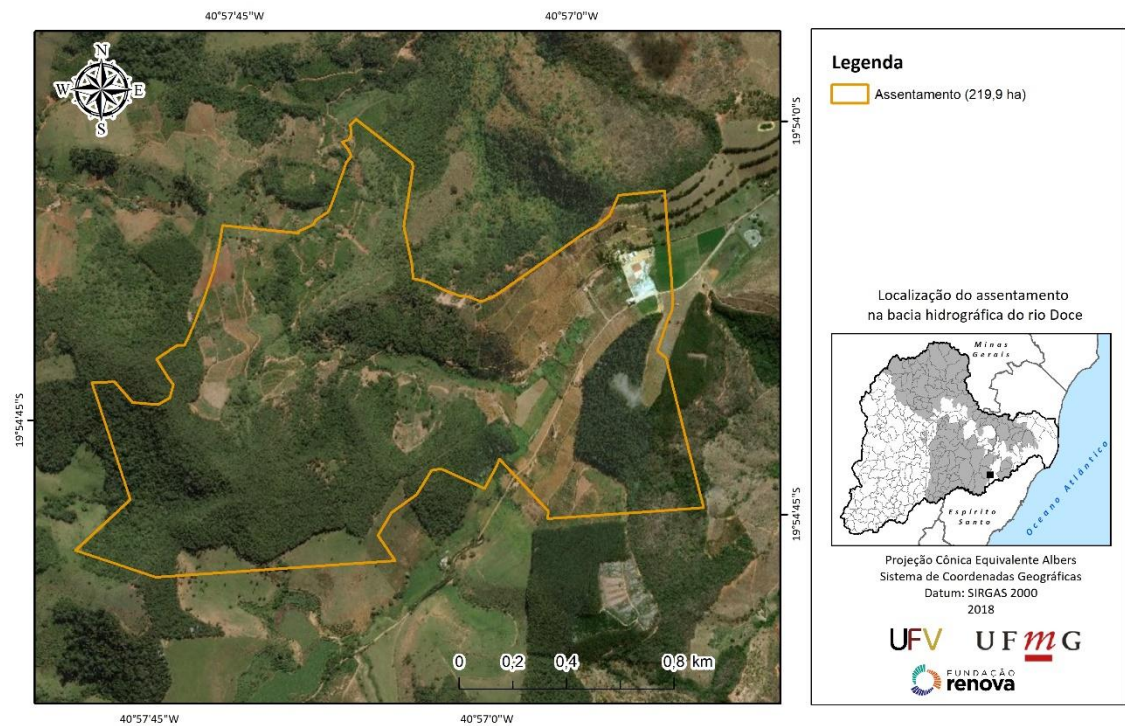 40°57'45"W
40°57'0"W
N
W
E
S
19°54'0"S
19°54'45"S
19°54'45"S
0
0,2
0,4
0,8 km
40°57'45"W
40°57'0"W
Legenda
Assentamento (219,9 ha)
Localização do assentamento
na bacia hidrográfica do rio Doce
Minas
Gerais
Espírito
Santo
Oceano Atlântico
Projeção Cônica Equivalente Albers
Sistema de Coordenadas Geográficas
Datum: SIRGAS 2000
2018
UFV
UFmG
FUNDAÇÃO
renova